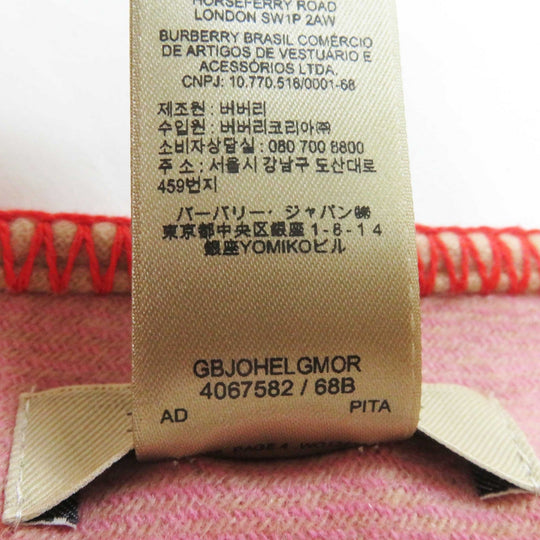 HORSEFERRY ROAD
LONDON SW1P 2AW
BURBERRY BRASIL COMÉRCIO
DE ARTIGOS DE VESTUÁRIO E
ACESSÓRIOS LTDA.
CNPJ: 10.770.518/0001-68
제조원 : 버버리
수입원 : 버버리코리아㈜
소비자상담실 : 080 700 8800
주 소 : 서울시 강남구 도산대로
459번지
バーバリー・ジャパン㈱
東京都中央区銀座 1-8-14
銀座YOMIKOビル
GBJOHELGMOR
4067582 / 68B
AD PITA
PAGE 4